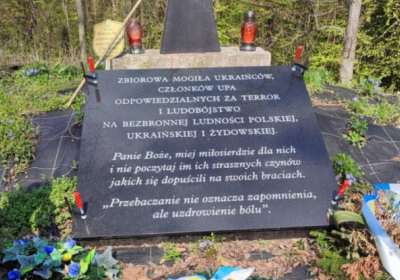 ZBIOROWA MOGIŁA UKRAIŃCÓW,
CZŁONKÓW UPA
ODPOWIEDZIALNYCH ZA TERROR
I LUDOBÓJSTWO
NA BEZBRONNEJ LUDNOŚCI POLSKIEJ,
UKRAIŃSKIEJ I ŻYDOWSKIEJ.
Panie Boże, miej miłosierdzie dla nich
i nie poczytaj im ich strasznych czynów
jakich się dopuścili na swoich braciach.
„Przebaczanie nie oznacza zapomnienia,
ale uzdrowienie bólu".